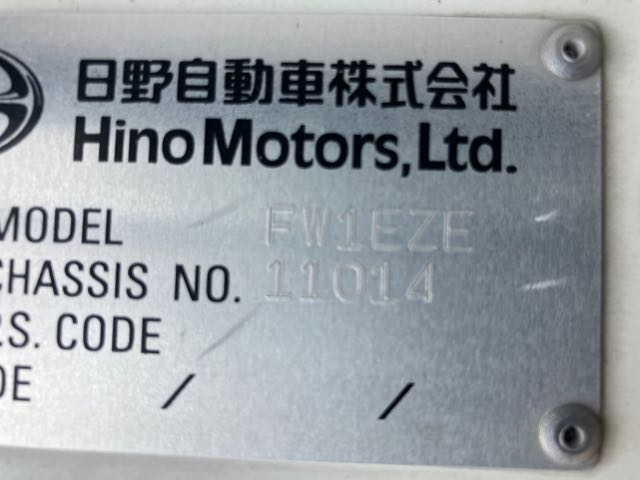 日野自動車株式会社
Hino Motors, Ltd.
MODEL FW1EZE
CHASSIS NO. 11014
P.S. CODE
DE / /